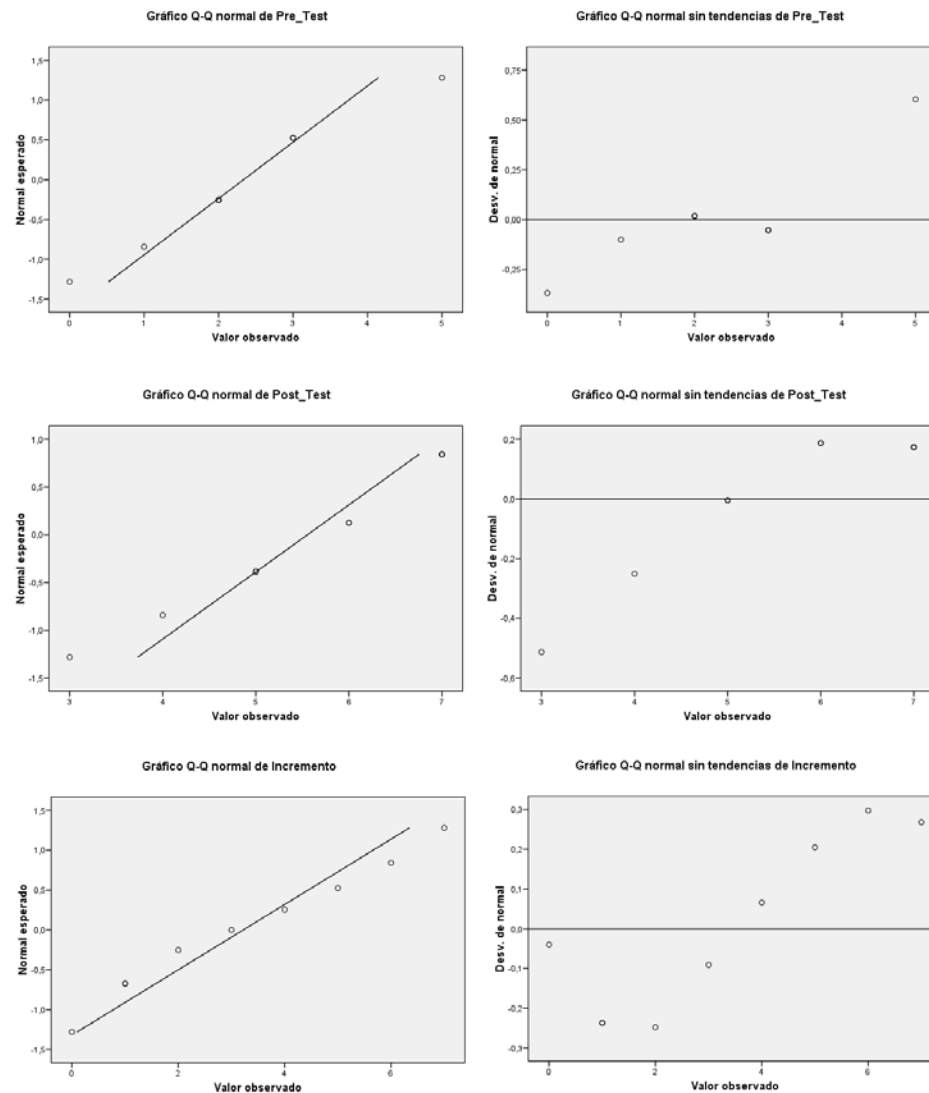 Gráfico Q-Q normal de Pre_Test
Normal esperado
1,5
1,0
0,5
0,0
-0,5
-1,0
-1,5
0 1 2 3 4 5
Valor observado
Gráfico Q-Q normal sin tendencias de Pre_Test
Desv. de normal
0,75
0,50
0,25
0,00
-0,25
0 1 2 3 4 5
Valor observado
Gráfico Q-Q normal de Post_Test
Normal esperado
1,0
0,5
0,0
-0,5
-1,0
-1,5
3 4 5 6 7
Valor observado
Gráfico Q-Q normal sin tendencias de Post_Test
Desv. de normal
0,2
0,0
-0,2
-0,4
-0,6
3 4 5 6 7
Valor observado
Gráfico Q-Q normal de Incremento
Normal esperado
1,5
1,0
0,5
0,0
-0,5
-1,0
-1,5
0 2 4 6
Valor observado
Gráfico Q-Q normal sin tendencias de Incremento
Desv. de normal
0,3
0,2
0,1
0,0
-0,1
-0,2
-0,3
0 2 4 6
Valor observado